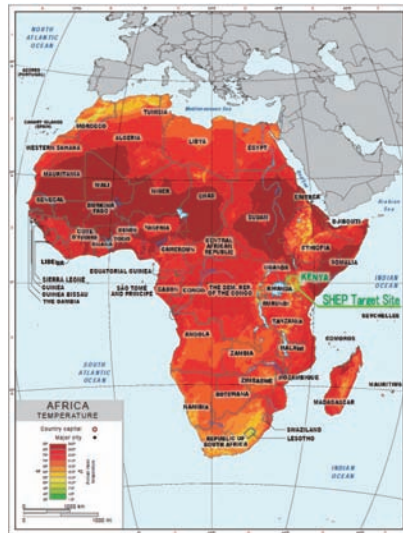 NORTH
ATLANTIC
OCEAN
AZORES
(PORTUGAL)
Mediterranean Sea
CANARY ISLANDS
(SPAIN)
MOROCCO
TUNISIA
ALGERIA
LIBYA
EGYPT
WESTERN SAHARA
MAURITANIA
MALI
NIGER
CHAD
SUDAN
ERITREA
Arabian
Sea
SENEGAL
BURKINA
FASO
DJIBOUTI
NIGERIA
BENIN
TOGO
GHANA
COTE
D'IVOIRE
CENTRAL
AFRICAN
REPUBLIC
ETHIOPIA
SOMALIA
CAMEROON
LIBERIA
SIERRA LEONE
GUINEA
GUINEA BISSAU
THE GAMBIA
EQUATORIAL GUINEA
SÃO TOME
AND PRINCIPE
GABON
CONGO
THE DEM. REP.
OF THE CONGO
UGANDA
KENYA
RWANDA
BURUNDI
SHEP Target Site
INDIAN
OCEAN
SEYCHELLES
TANZANIA
COMOROS
ANGOLA
ZAMBIA
MALAWI
MOZAMBIQUE
ZIMBABWE
MADAGASCAR
MAURITIUS
SOUTH
ATLANTIC
OCEAN
NAMIBIA
BOTSWANA
SWAZILAND
LESOTHO
REPUBLIC OF
SOUTH AFRICA
INDIAN
OCEAN
AFRICA
TEMPERATURE
Country capital
Major city
1000 km
1000 mi